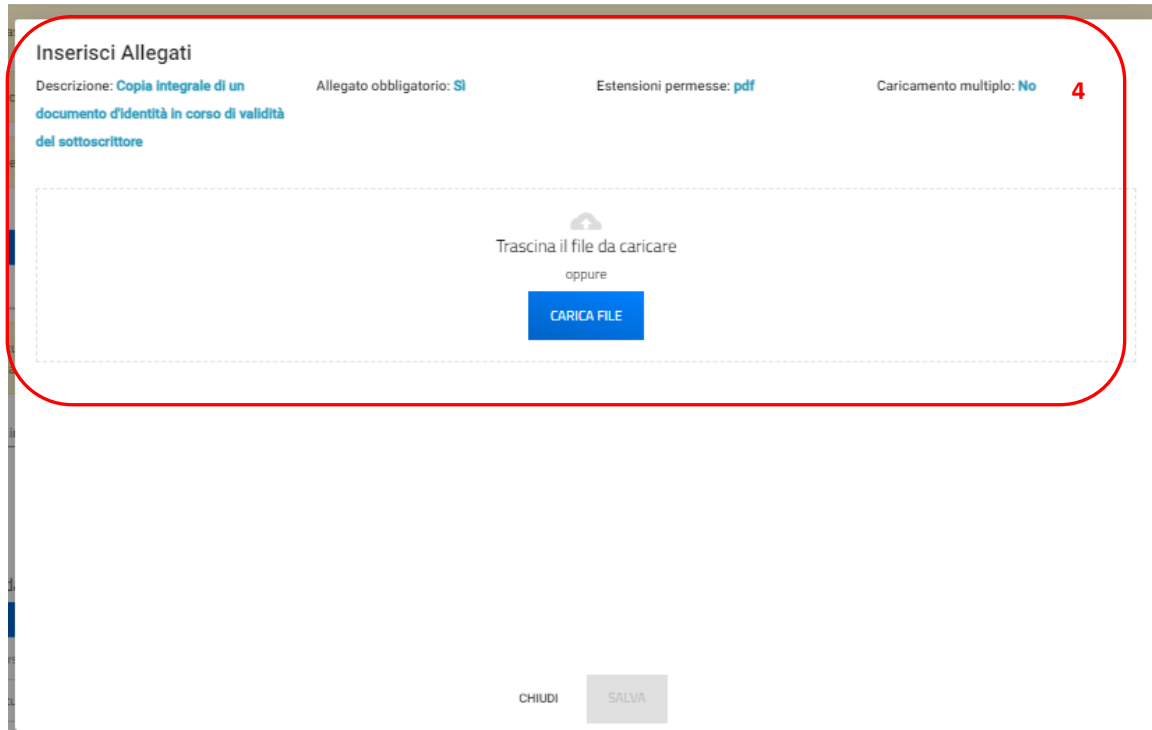 Inserisci Allegati
Descrizione: Copia integrale di un
documento d'identità in corso di validità
del sottoscrittore
Allegato obbligatorio: Sì
Estensioni permesse: pdf
Caricamento multiplo: No
4
Trascina il file da caricare
oppure
CARICA FILE
CHIUDI
SALVA